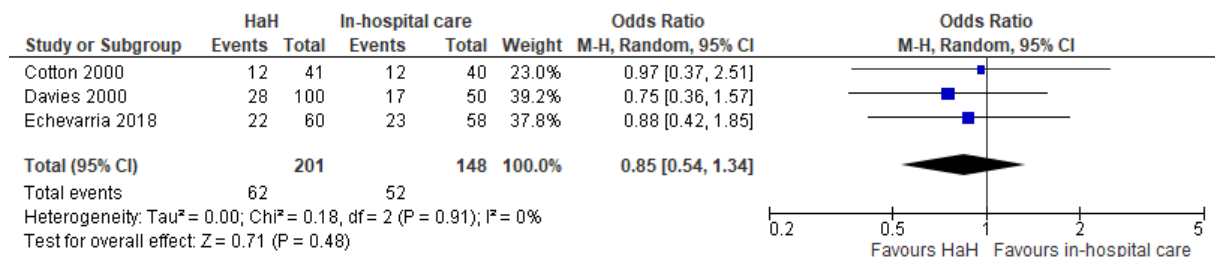 HaH In-hospital care Odds Ratio Odds Ratio
Study or Subgroup Events Total Events Total Weight M-H, Random, 95% CI M-H, Random, 95% CI
Cotton 2000 12 41 12 40 23.0% 0.97 [0.37, 2.51]
Davies 2000 28 100 17 50 39.2% 0.75 [0.36, 1.57]
Echevarria 2018 22 60 23 58 37.8% 0.88 [0.42, 1.85]
Total (95% CI) 201 148 100.0% 0.85 [0.54, 1.34]
Total events 62 52
Heterogeneity: Tau² = 0.00; Chi² = 0.18, df = 2 (P = 0.91); I² = 0%
Test for overall effect: Z = 0.71 (P = 0.48)
0.2 0.5 1 2 5
Favours HaH Favours in-hospital care